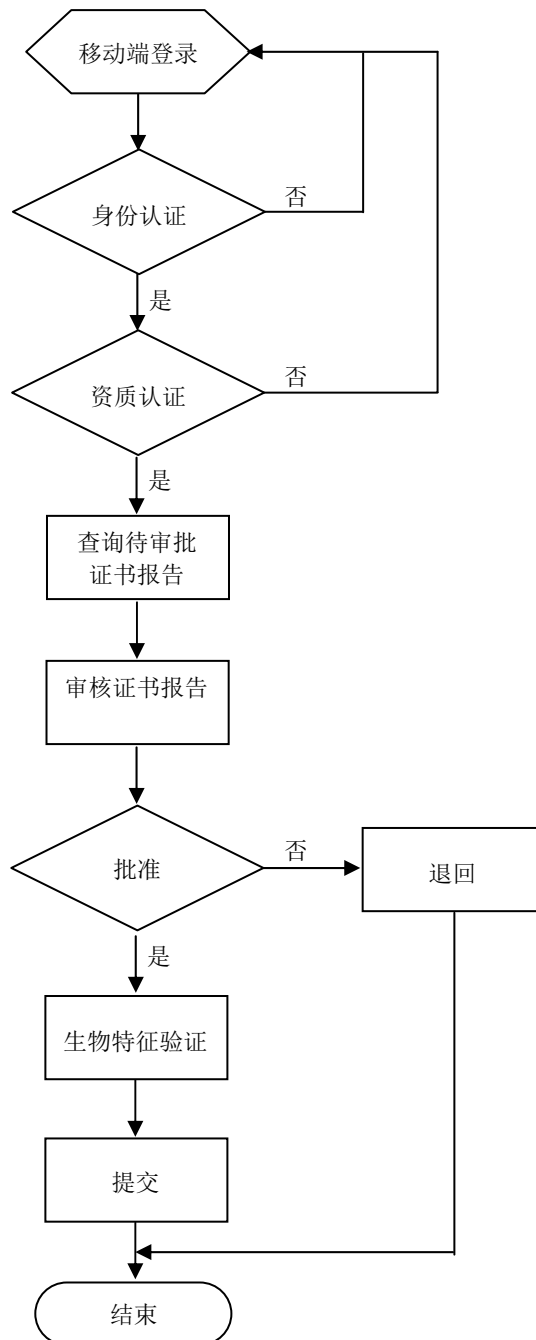 移动端登录
身份认证
否
是
资质认证
否
是
查询待审批
证书报告
审核证书报告
批准
否
退回
是
生物特征验证
提交
结束